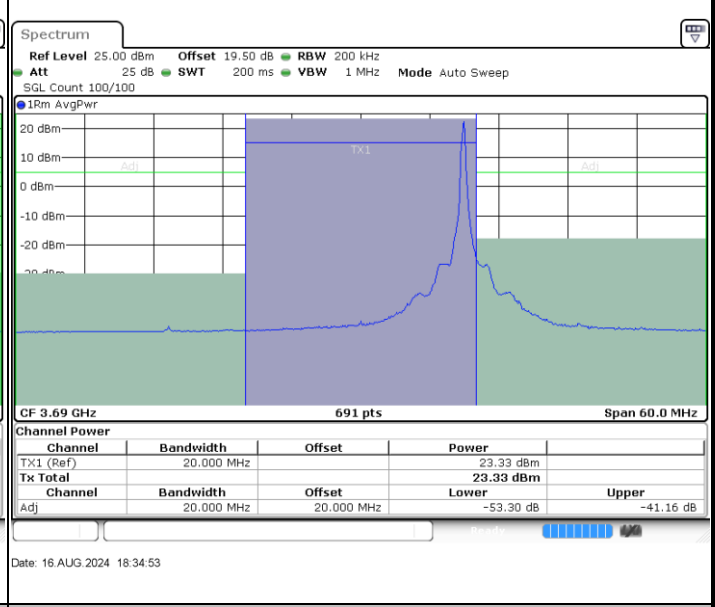 Spectrum
Ref Level 25.00 dBm Offset 19.50 dB RBW 200 kHz
Att 25 dB SWT 200 ms VBW 1 MHz Mode Auto Sweep
SGL Count 100/100
1Rm AvgPwr
20 dBm
TX1
10 dBm
Adj Adj
0 dBm
-10 dBm
-20 dBm
-30 dBm
CF 3.69 GHz 691 pts Span 60.0 MHz
Channel Power
Channel Bandwidth Offset Power
TX1 (Ref) 20.000 MHz 23.33 dBm
Tx Total 23.33 dBm
Channel Bandwidth Offset Lower Upper
Adj 20.000 MHz 20.000 MHz -53.30 dB -41.16 dB
Ready
Date: 16.AUG.2024 18:34:53